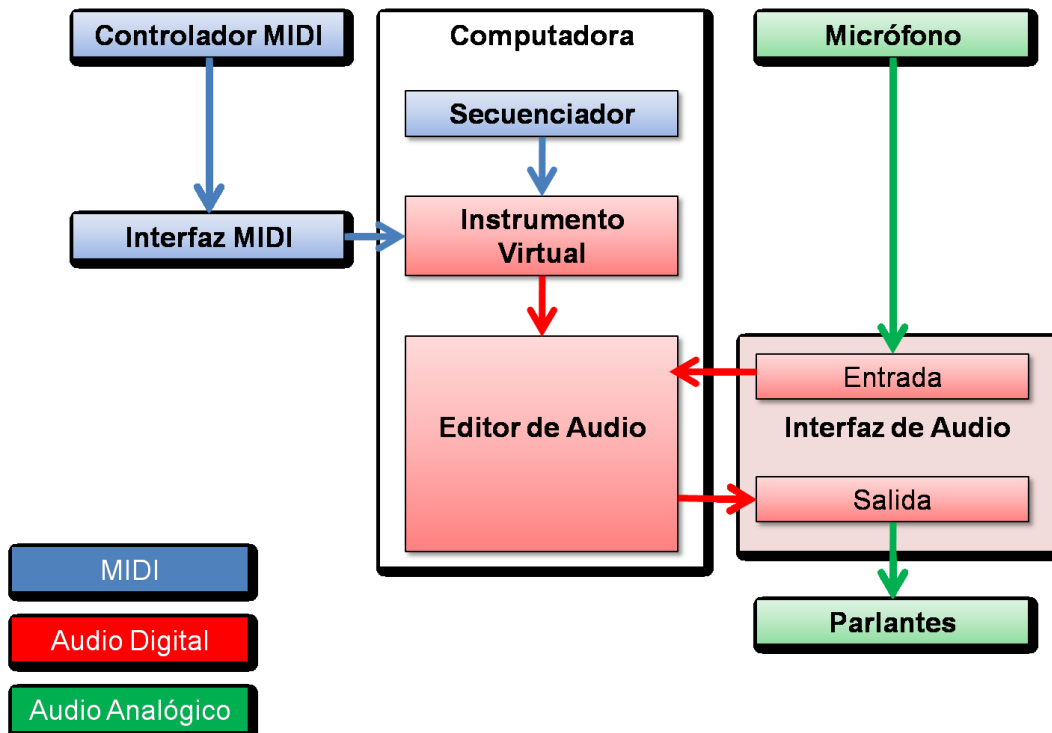 Controlador MIDI
Computadora
Micrófono
Secuenciador
Interfaz MIDI
Instrumento
Virtual
Entrada
Editor de Audio
Interfaz de Audio
Salida
MIDI
Audio Digital
Audio Analógico
Parlantes